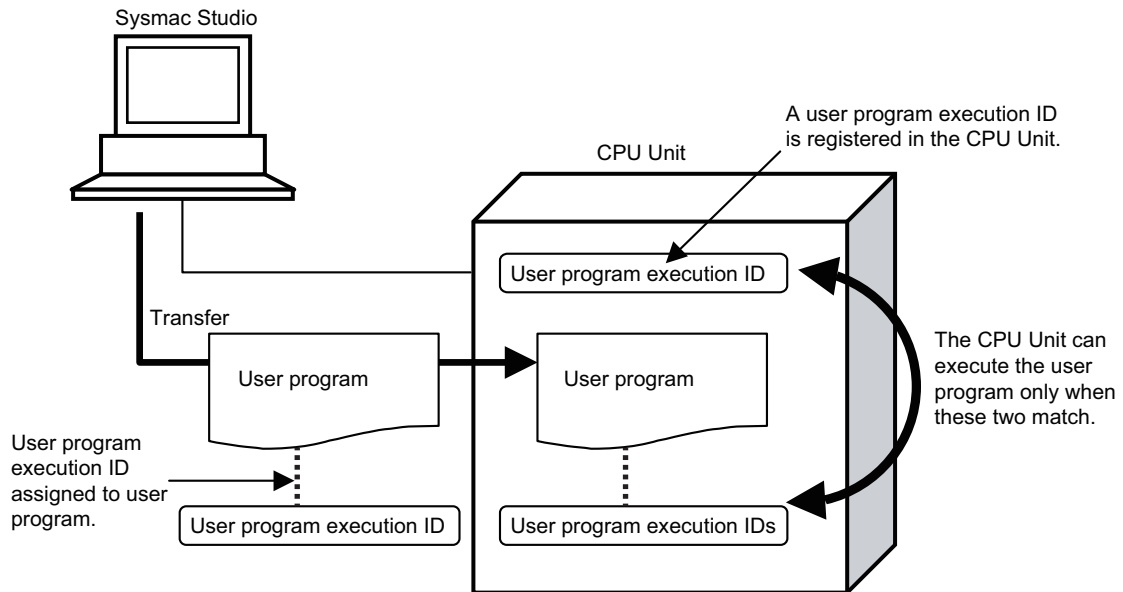 Sysmac Studio
A user program execution ID
is registered in the CPU Unit.
CPU Unit
User program execution ID
Transfer
User program
User program
The CPU Unit can
execute the user
program only when
these two match.
User program
execution ID
assigned to user
program.
User program execution ID
User program execution IDs